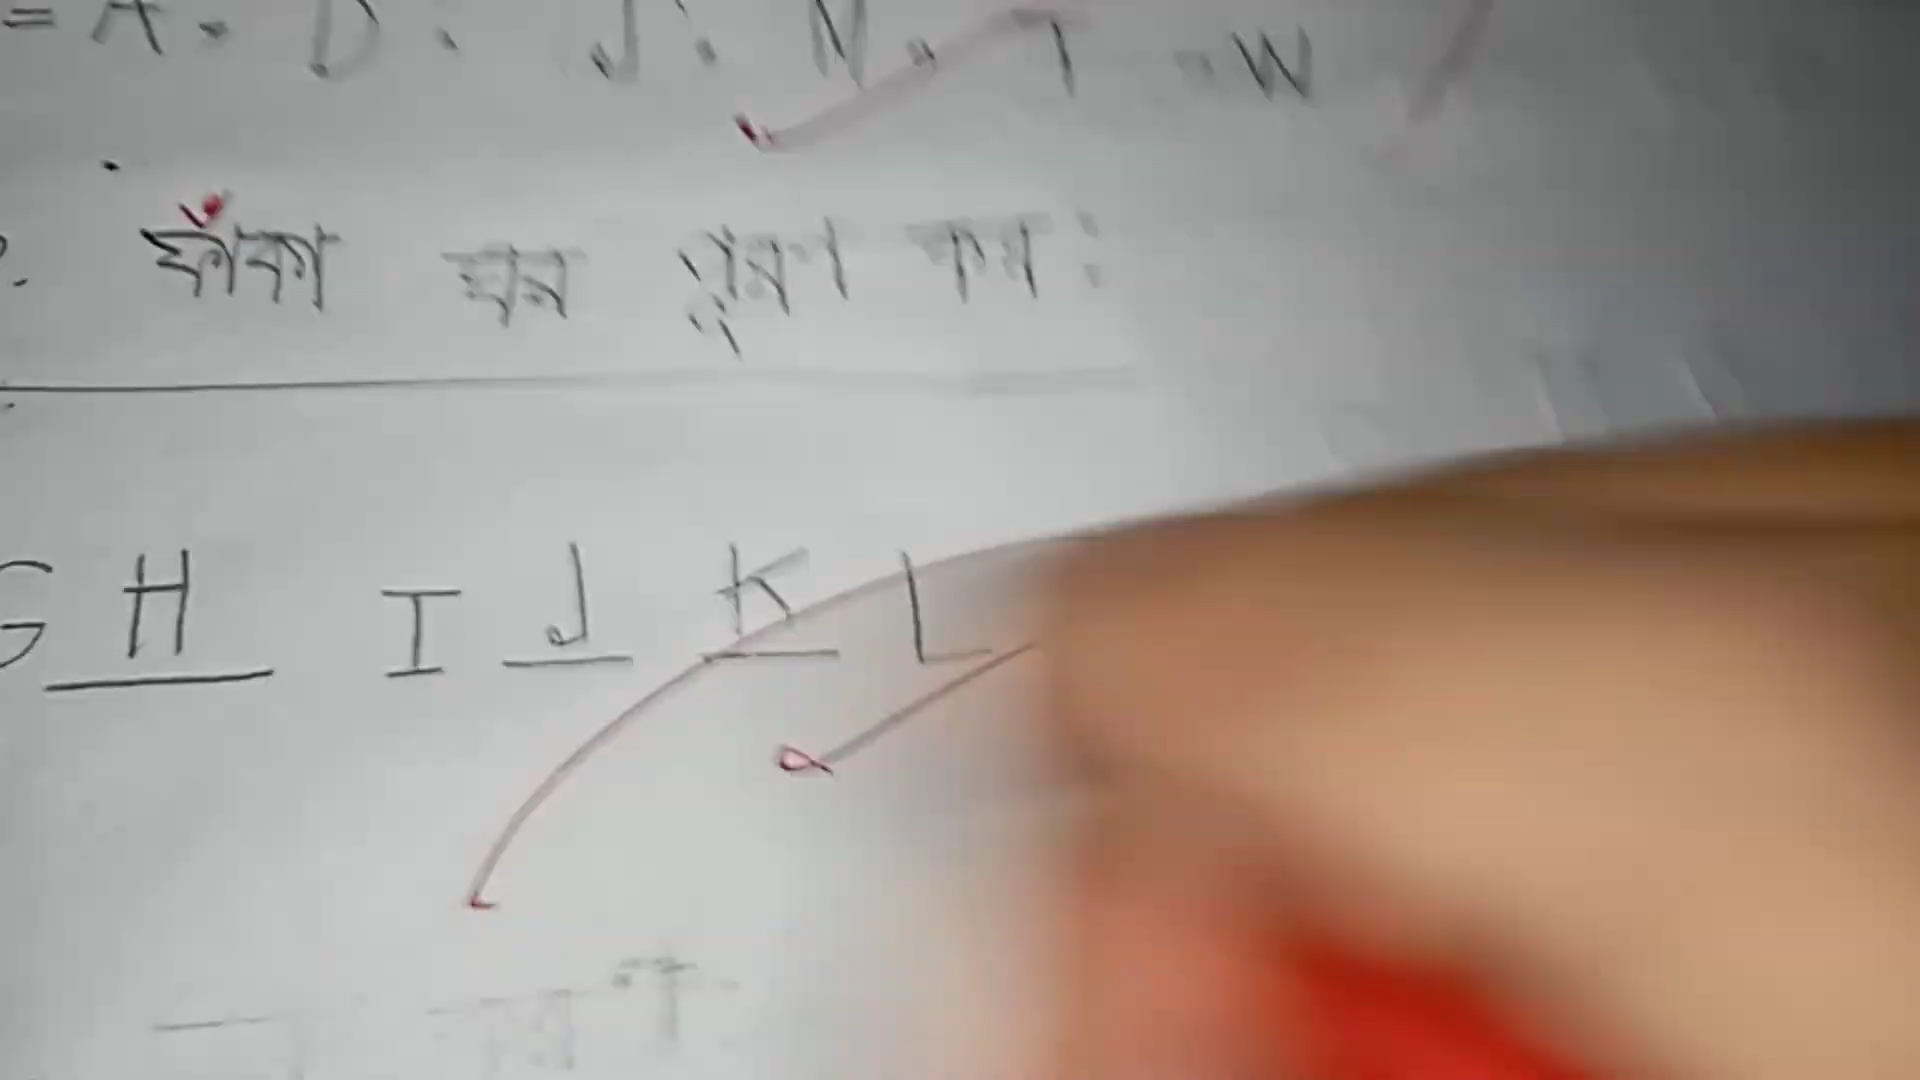 = A. D. J. N. T. W
ফাঁকা ঘর পূরণ কর:
G H I J K L